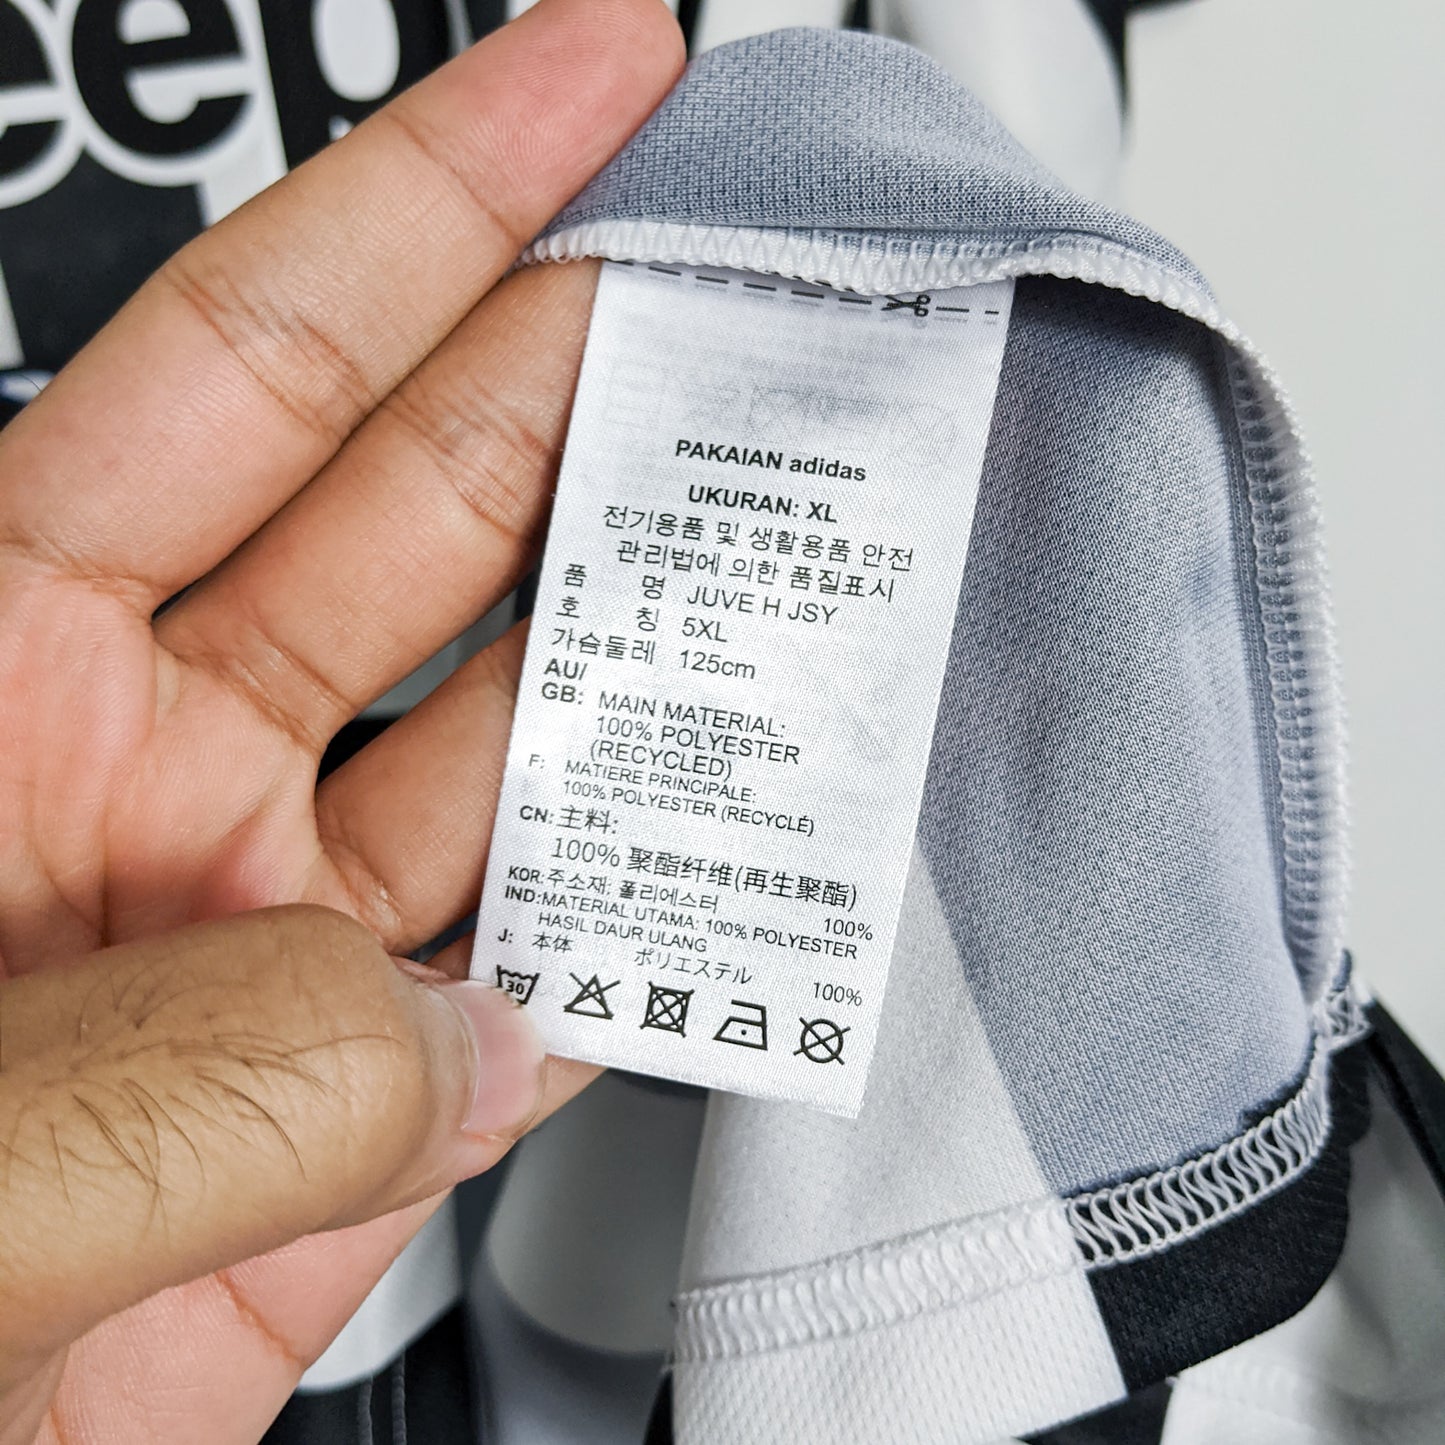 eep
PAKAIAN adidas
UKURAN: XL
전기용품 및 생활용품 안전
관리법에 의한 품질표시
품 명 JUVE H JSY
호 칭 5XL
가슴둘레 125cm
AU/
GB: MAIN MATERIAL:
100% POLYESTER
(RECYCLED)
F: MATIERE PRINCIPALE:
100% POLYESTER (RECYCLÉ)
CN: 主料:
100% 聚酯纤维(再生聚酯)
KOR: 주소재: 폴리에스터 100%
IND: MATERIAL UTAMA: 100% POLYESTER
HASIL DAUR ULANG
J: 本体 ポリエステル 100%
30